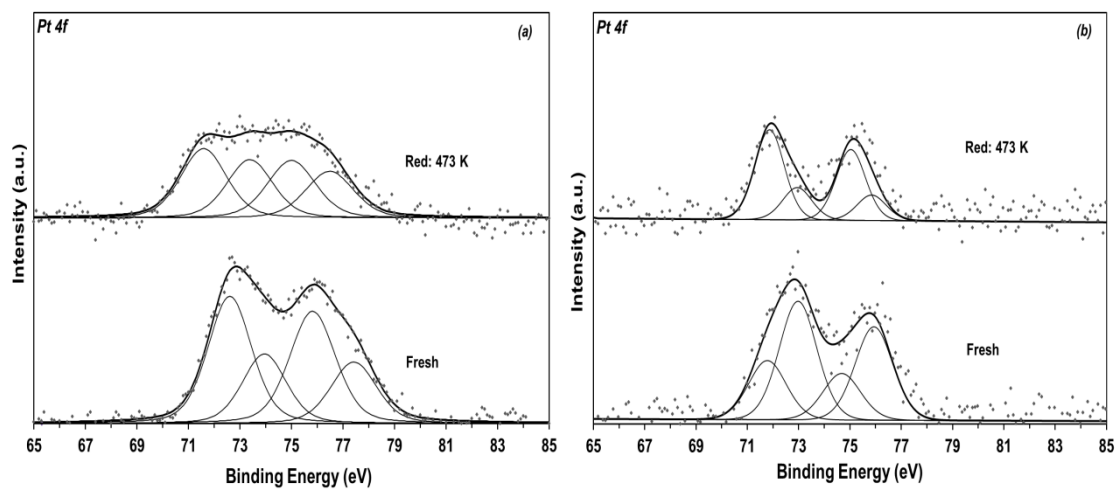 Pt 4f
(a)
Red: 473 K
Fresh
Intensity (a.u.)
65 67 69 71 73 75 77 79 81 83 85
Binding Energy (eV)
Pt 4f
(b)
Red: 473 K
Fresh
Intensity (a.u.)
65 67 69 71 73 75 77 79 81 83 85
Binding Energy (eV)